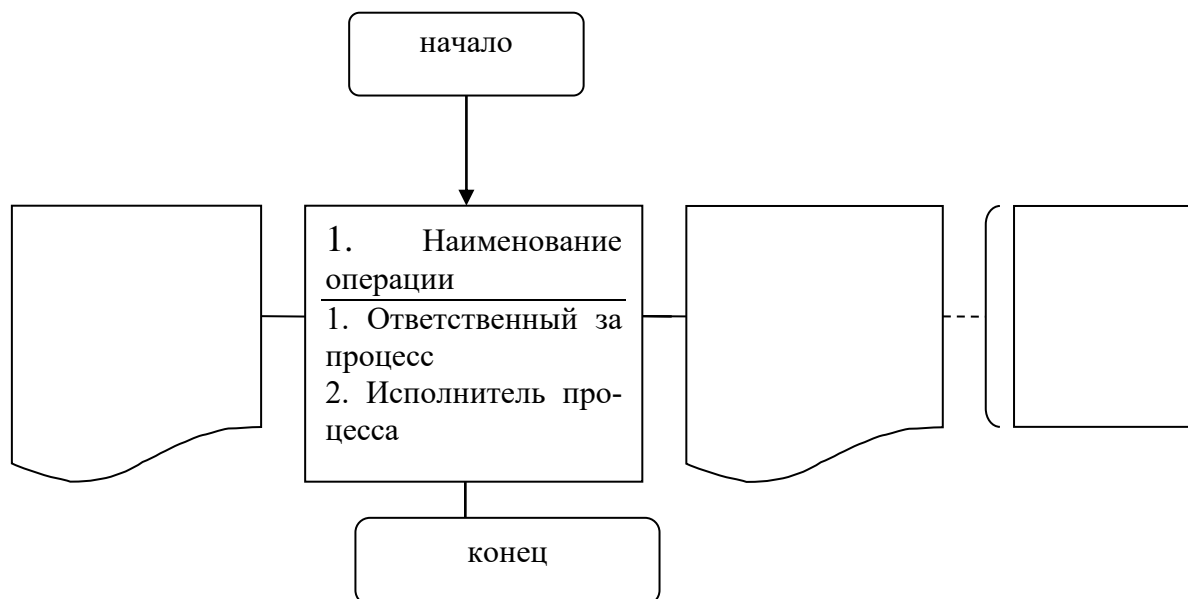 начало
1. Наименование
операции
1. Ответственный за
процесс
2. Исполнитель про-
цесса
конец